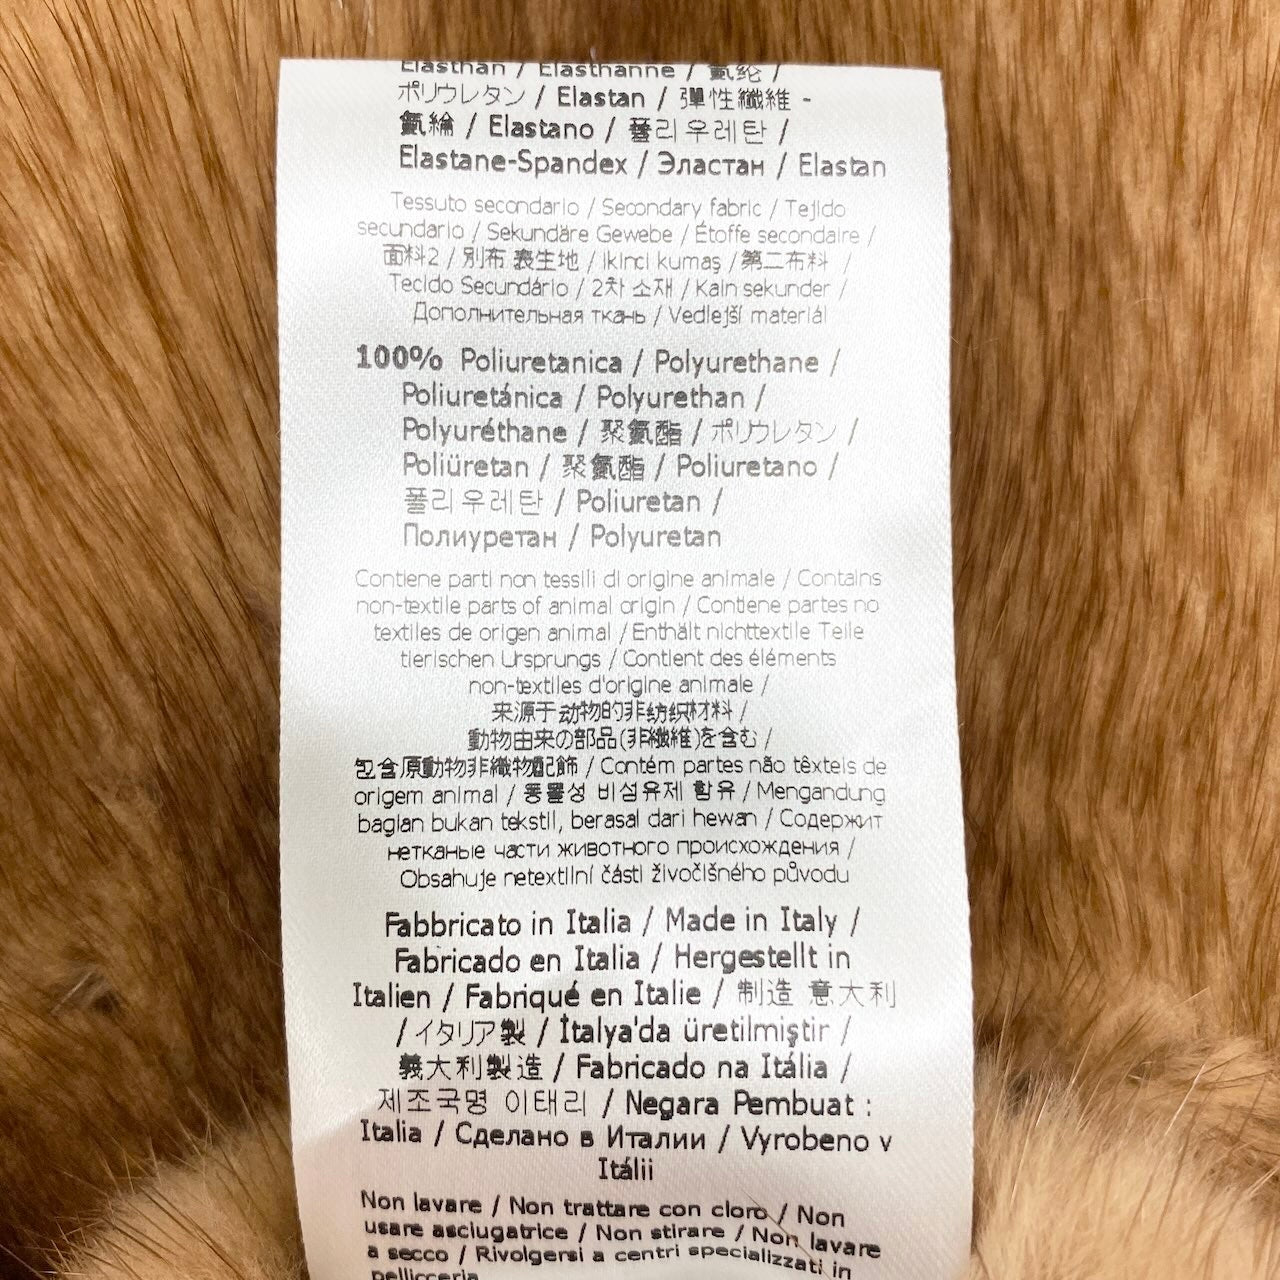 Elasthan / Elasthanne / 氨纶 /
ポリウレタン / Elastan / 彈性纖維 -
氨綸 / Elastano / 폴리우레탄 /
Elastane-Spandex / Эластан / Elastan
Tessuto secondario / Secondary fabric / Tejido
secundario / Sekundäre Gewebe / Étoffe secondaire /
面料2 / 別布 表生地 / ikinci kumaş / 第二布料 /
Tecido Secundário / 2차 소재 / Kain sekunder /
Дополнительная ткань / Vedlejší materiál
100% Poliuretanica / Polyurethane /
Poliuretánica / Polyurethan /
Polyuréthane / 聚氨酯 / ポリウレタン /
Poliüretan / 聚氨酯 / Poliuretano /
폴리우레탄 / Poliuretan /
Полиуретан / Polyuretan
Contiene parti non tessili di origine animale / Contains
non-textile parts of animal origin / Contiene partes no
textiles de origen animal / Enthält nichttextile Teile
tierischen Ursprungs / Contient des éléments
non-textiles d'origine animale /
来源于动物的非纺织材料 /
動物由来の部品(非繊維)を含む /
包含原動物非織物配飾 / Contém partes não têxteis de
origem animal / 동물성 비섬유제 함유 / Mengandung
bagian bukan tekstil, berasal dari hewan / Содержит
нетканые части животного происхождения /
Obsahuje netextilní části živočišného původu
Fabbricato in Italia / Made in Italy /
Fabricado en Italia / Hergestellt in
Italien / Fabriqué en Italie / 制造 意大利
/ イタリア製 / İtalya'da üretilmiştir /
義大利製造 / Fabricado na Itália /
제조국명 이태리 / Negara Pembuat :
Italia / Сделано в Италии / Vyrobeno v
Itálii
Non lavare / Non trattare con cloro / Non
usare asciugatrice / Non stirare / Non lavare
a secco / Rivolgersi a centri specializzati in
pellicceria